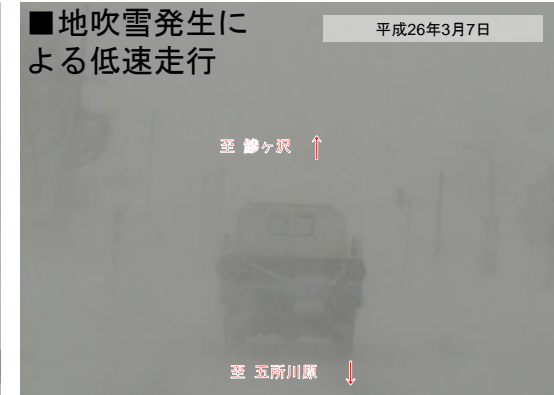 ■地吹雪発生に
よる低速走行
平成26年3月7日
至 鰺ヶ沢 ↑
至 五所川原 ↓